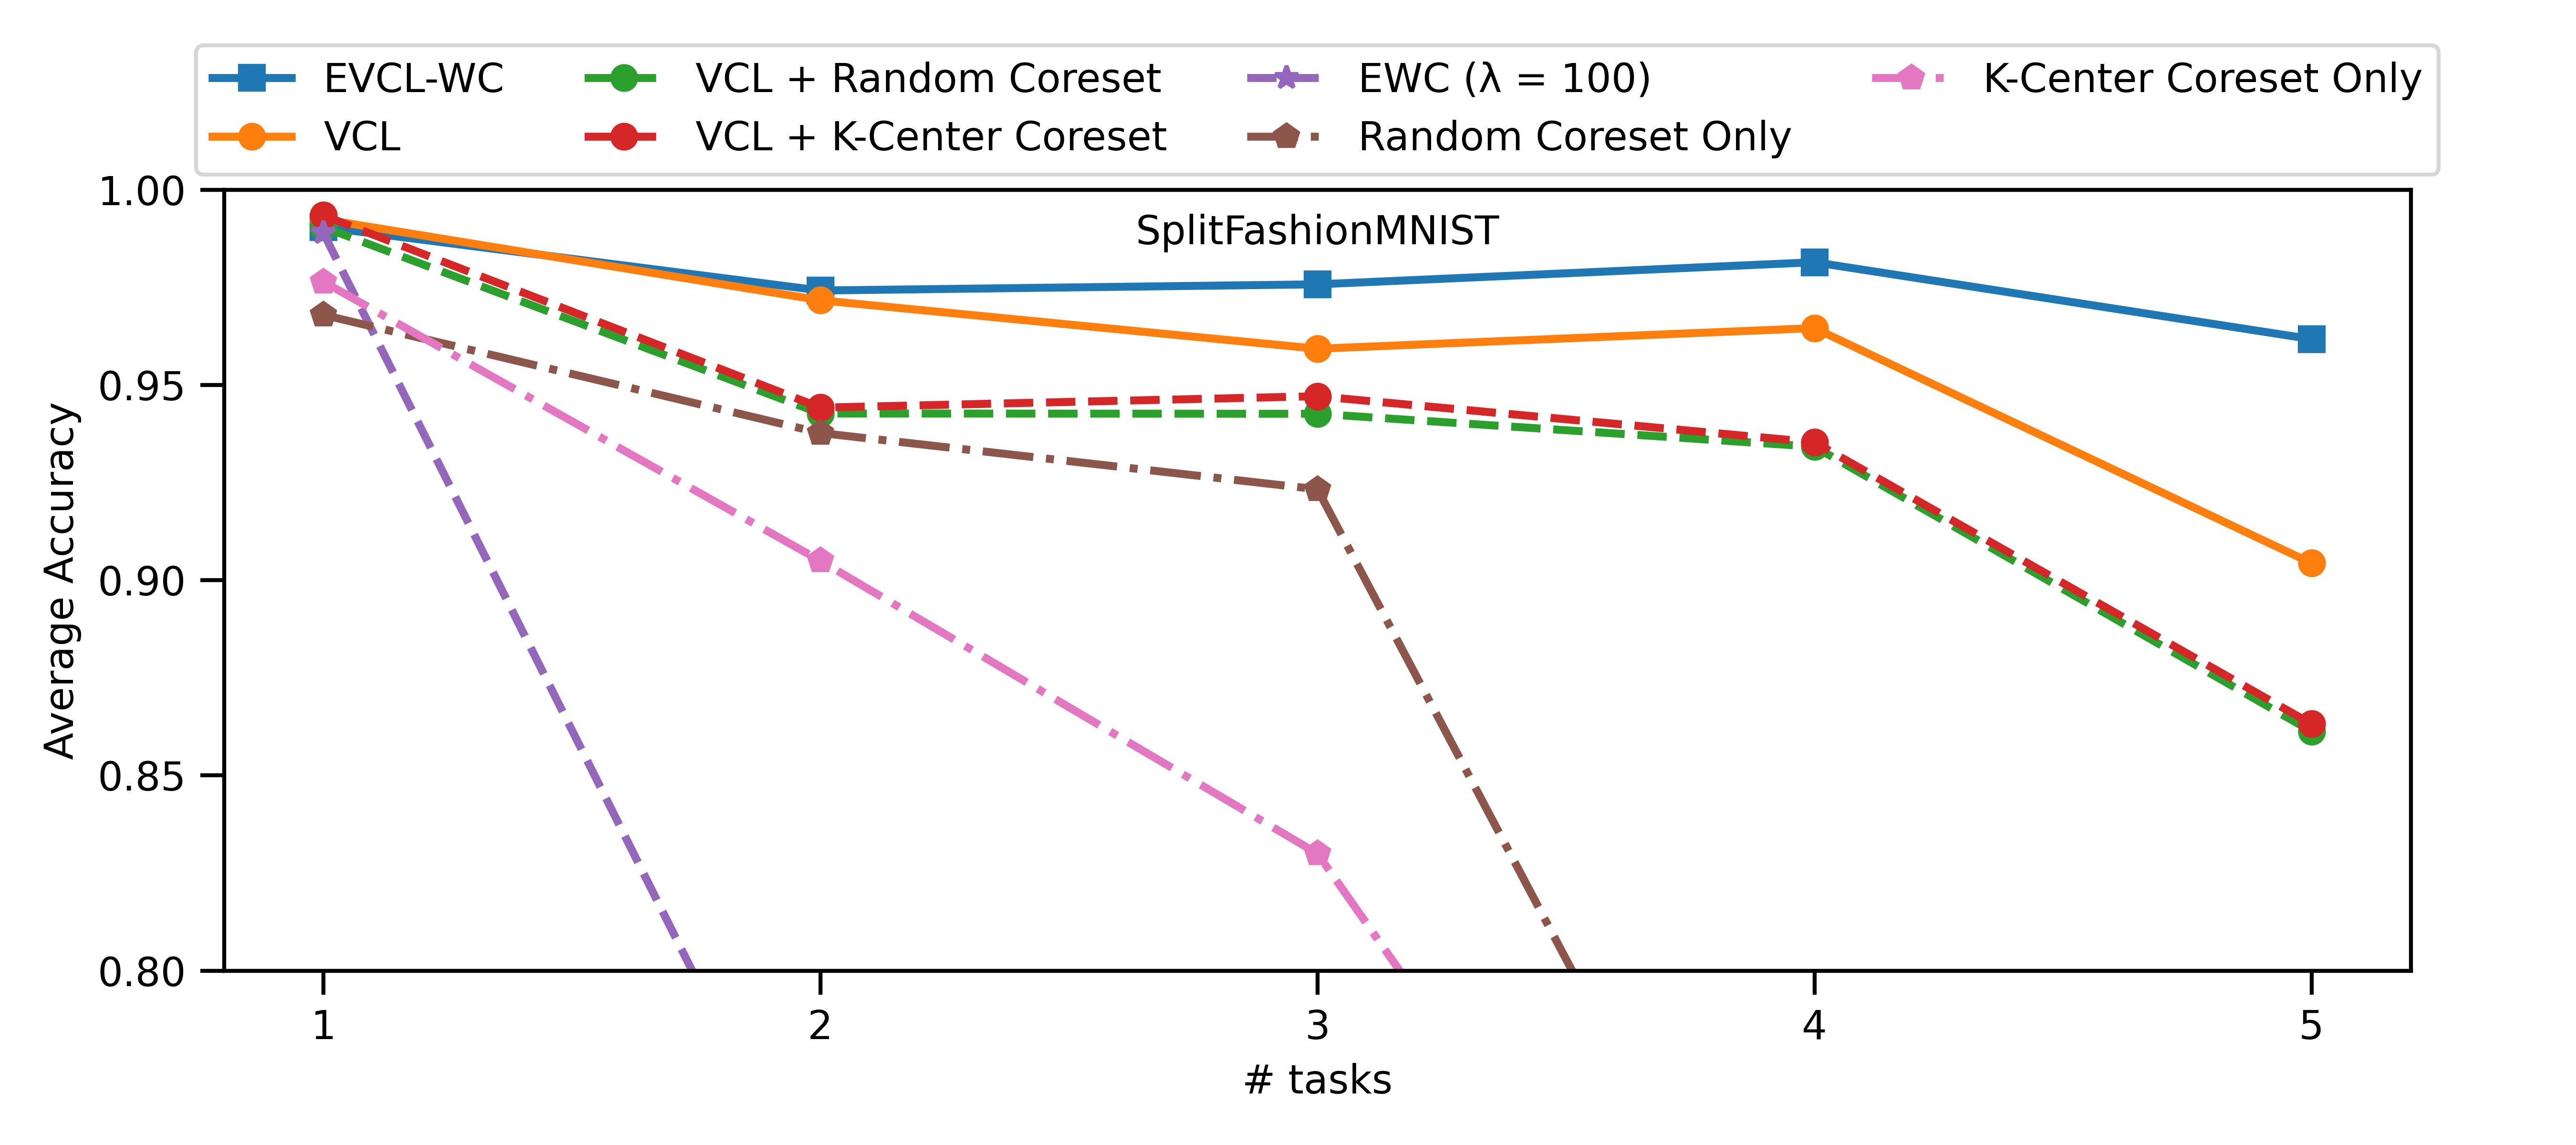 EVCL-WC
VCL
VCL + Random Coreset
VCL + K-Center Coreset
EWC (λ = 100)
Random Coreset Only
K-Center Coreset Only
SplitFashionMNIST
Average Accuracy
1.00
0.95
0.90
0.85
0.80
1 2 3 4 5
# tasks